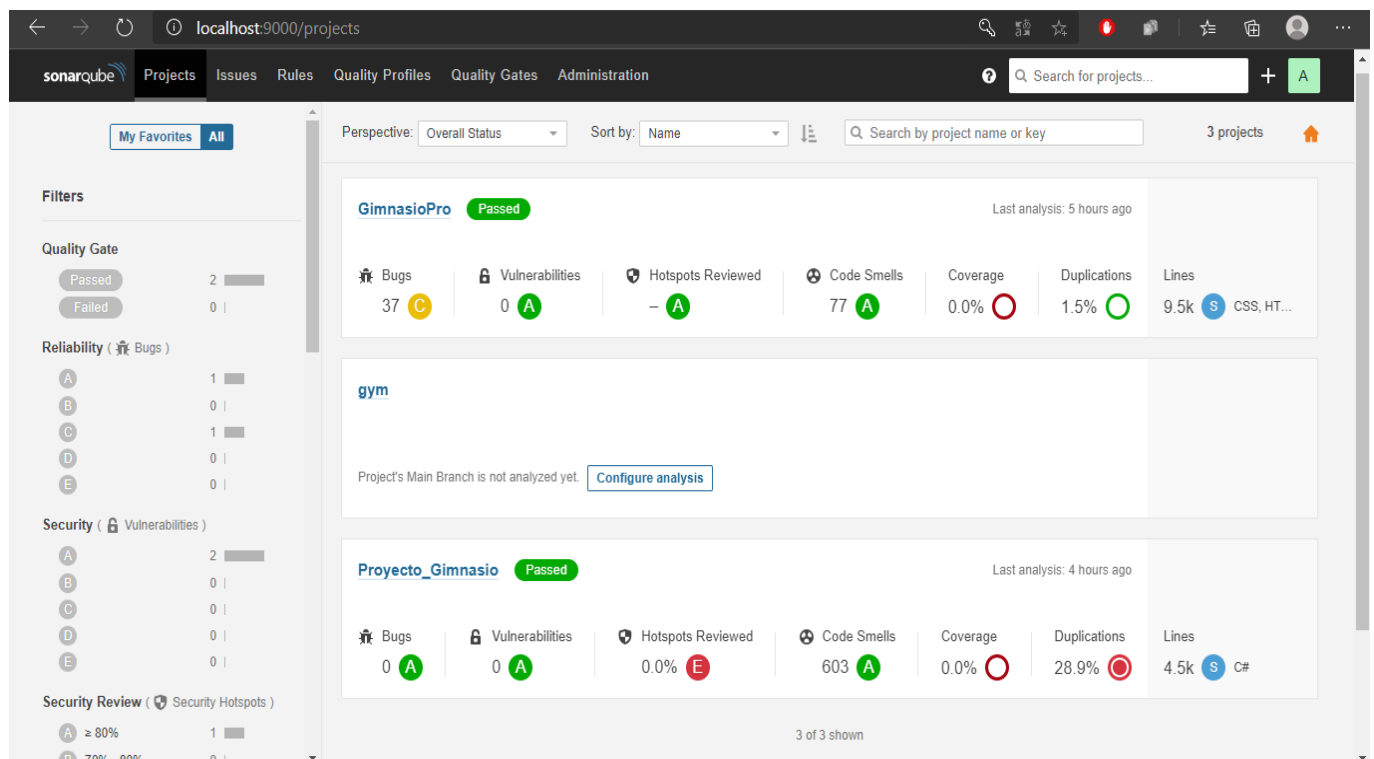 localhost:9000/projects
sonarqube Projects Issues Rules Quality Profiles Quality Gates Administration ? Search for projects... + A
My Favorites All
Perspective: Overall Status Sort by: Name Search by project name or key 3 projects
Filters
Quality Gate
Passed 2
Failed 0
Reliability ( Bugs )
A 1
B 0
C 1
D 0
E 0
Security ( Vulnerabilities )
A 2
B 0
C 0
D 0
E 0
Security Review ( Security Hotspots )
A ≥ 80% 1
GimnasioPro Passed Last analysis: 5 hours ago
Bugs Vulnerabilities Hotspots Reviewed Code Smells Coverage Duplications Lines
37 C 0 A – A 77 A 0.0% 1.5% 9.5k S CSS, HT...
gym
Project's Main Branch is not analyzed yet. Configure analysis
Proyecto_Gimnasio Passed Last analysis: 4 hours ago
Bugs Vulnerabilities Hotspots Reviewed Code Smells Coverage Duplications Lines
0 A 0 A 0.0% E 603 A 0.0% 28.9% 4.5k S C#
3 of 3 shown